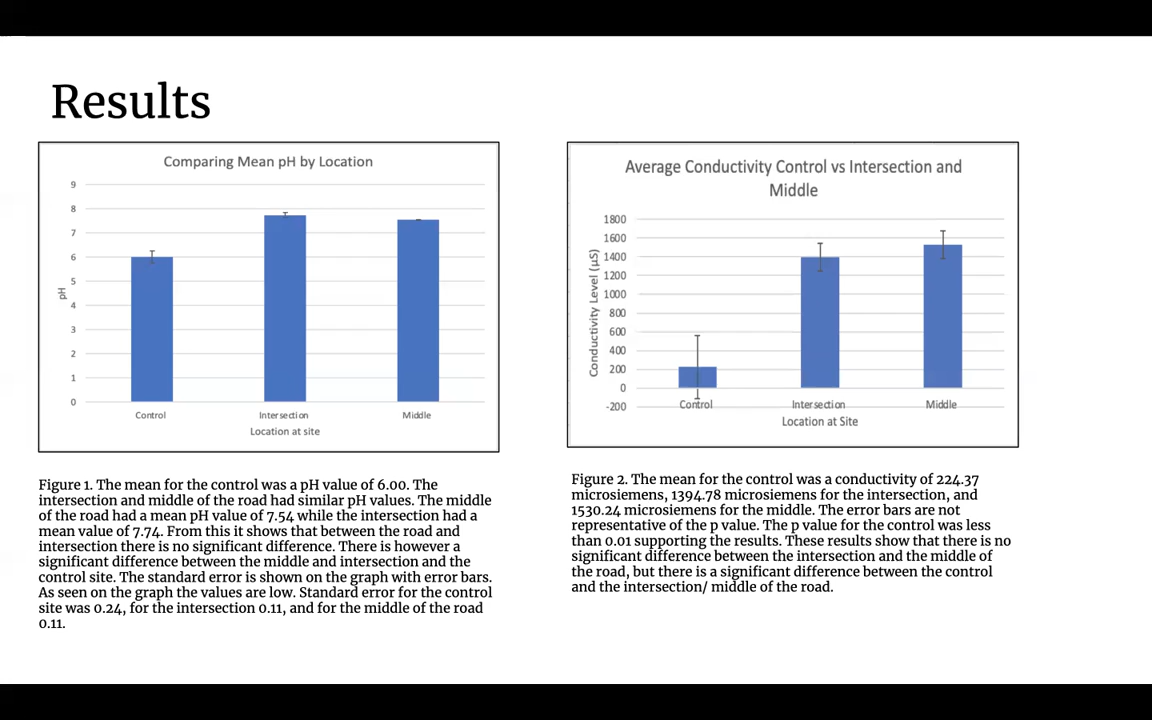 Results
Comparing Mean pH by Location
9
8
7
6
5
4
3
2
1
0
pH
Control Intersection Middle
Location at site
Figure 1. The mean for the control was a pH value of 6.00. The
intersection and middle of the road had similar pH values. The middle
of the road had a mean pH value of 7.54 while the intersection had a
mean value of 7.74. From this it shows that between the road and
intersection there is no significant difference. There is however a
significant difference between the middle and intersection and the
control site. The standard error is shown on the graph with error bars.
As seen on the graph the values are low. Standard error for the control
site was 0.24, for the intersection 0.11, and for the middle of the road
0.11.
Average Conductivity Control vs Intersection and
Middle
1800
1600
1400
1200
1000
800
600
400
200
0
-200
Conductivity Level (µS)
Control Intersection Middle
Location at Site
Figure 2. The mean for the control was a conductivity of 224.37
microsiemens, 1394.78 microsiemens for the intersection, and
1530.24 microsiemens for the middle. The error bars are not
representative of the p value. The p value for the control was less
than 0.01 supporting the results. These results show that there is no
significant difference between the intersection and the middle of
the road, but there is a significant difference between the control
and the intersection/ middle of the road.